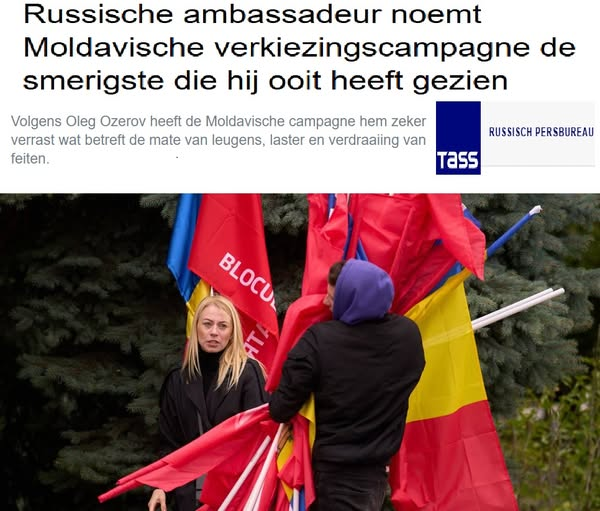 Russische ambassadeur noemt
Moldavische verkiezingscampagne de
smerigste die hij ooit heeft gezien
Volgens Oleg Ozerov heeft de Moldavische campagne hem zeker
verrast wat betreft de mate van leugens, laster en verdraaiing van
feiten.
TASS
RUSSISCH PERSBUREAU
BLOCUL